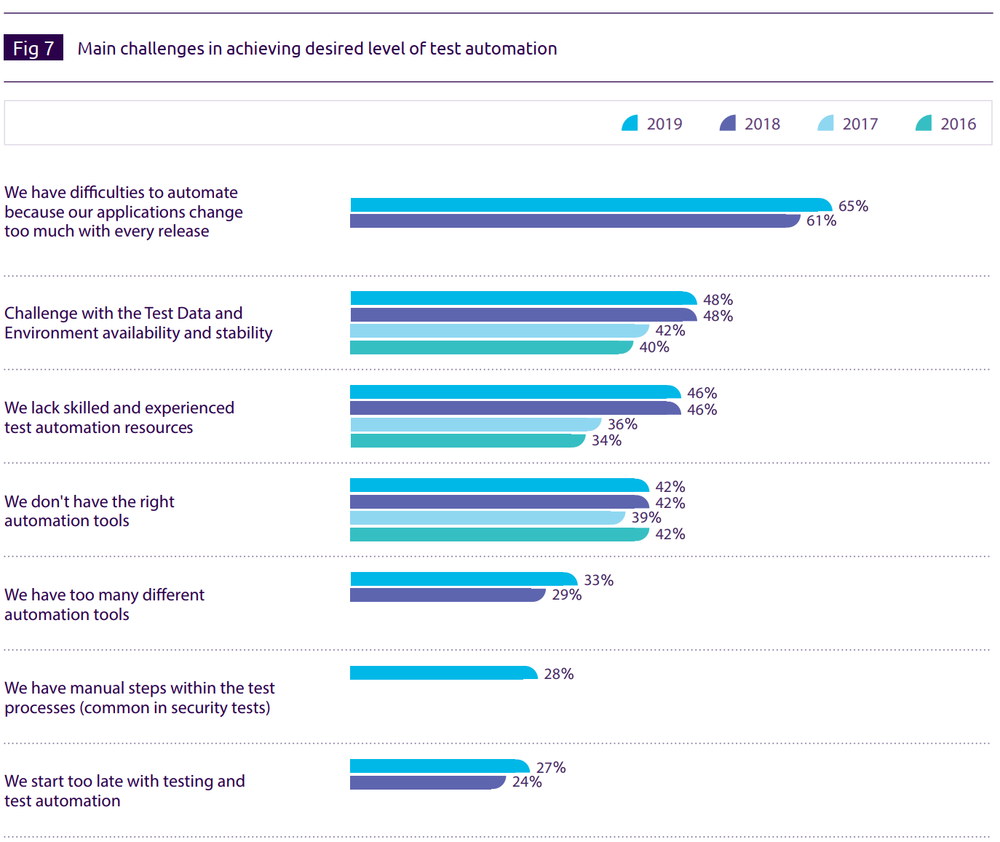 Fig 7 Main challenges in achieving desired level of test automation
2019 2018 2017 2016
We have difficulties to automate
because our applications change
too much with every release
65%
61%
Challenge with the Test Data and
Environment availability and stability
48%
48%
42%
40%
We lack skilled and experienced
test automation resources
46%
46%
36%
34%
We don't have the right
automation tools
42%
42%
39%
42%
We have too many different
automation tools
33%
29%
We have manual steps within the test
processes (common in security tests)
28%
We start too late with testing and
test automation
27%
24%